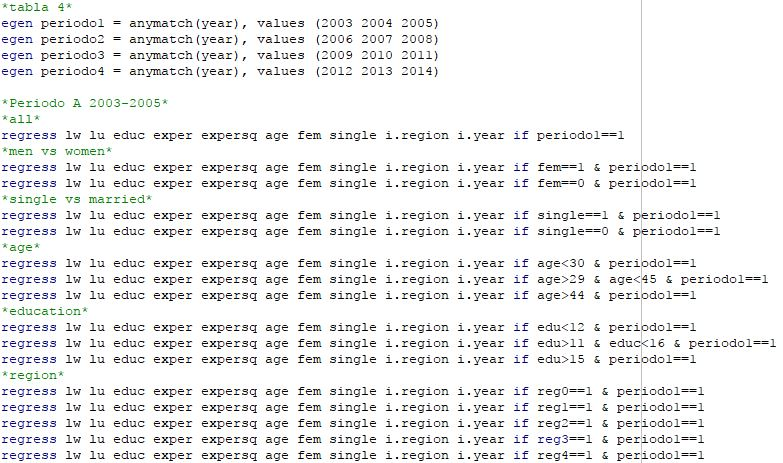 *tabla 4*
egen periodo1 = anymatch(year), values (2003 2004 2005)
egen periodo2 = anymatch(year), values (2006 2007 2008)
egen periodo3 = anymatch(year), values (2009 2010 2011)
egen periodo4 = anymatch(year), values (2012 2013 2014)
*Periodo A 2003-2005*
*all*
regress lw lu educ exper expersq age fem single i.region i.year if periodo1==1
*men vs women*
regress lw lu educ exper expersq age fem single i.region i.year if fem==1 & periodo1==1
regress lw lu educ exper expersq age fem single i.region i.year if fem==0 & periodo1==1
*single vs married*
regress lw lu educ exper expersq age fem single i.region i.year if single==1 & periodo1==1
regress lw lu educ exper expersq age fem single i.region i.year if single==0 & periodo1==1
*age*
regress lw lu educ exper expersq age fem single i.region i.year if age<30 & periodo1==1
regress lw lu educ exper expersq age fem single i.region i.year if age>29 & age<45 & periodo1==1
regress lw lu educ exper expersq age fem single i.region i.year if age>44 & periodo1==1
*education*
regress lw lu educ exper expersq age fem single i.region i.year if edu<12 & periodo1==1
regress lw lu educ exper expersq age fem single i.region i.year if edu>11 & educ<16 & periodo1==1
regress lw lu educ exper expersq age fem single i.region i.year if edu>15 & periodo1==1
*region*
regress lw lu educ exper expersq age fem single i.region i.year if reg0==1 & periodo1==1
regress lw lu educ exper expersq age fem single i.region i.year if reg1==1 & periodo1==1
regress lw lu educ exper expersq age fem single i.region i.year if reg2==1 & periodo1==1
regress lw lu educ exper expersq age fem single i.region i.year if reg3==1 & periodo1==1
regress lw lu educ exper expersq age fem single i.region i.year if reg4==1 & periodo1==1